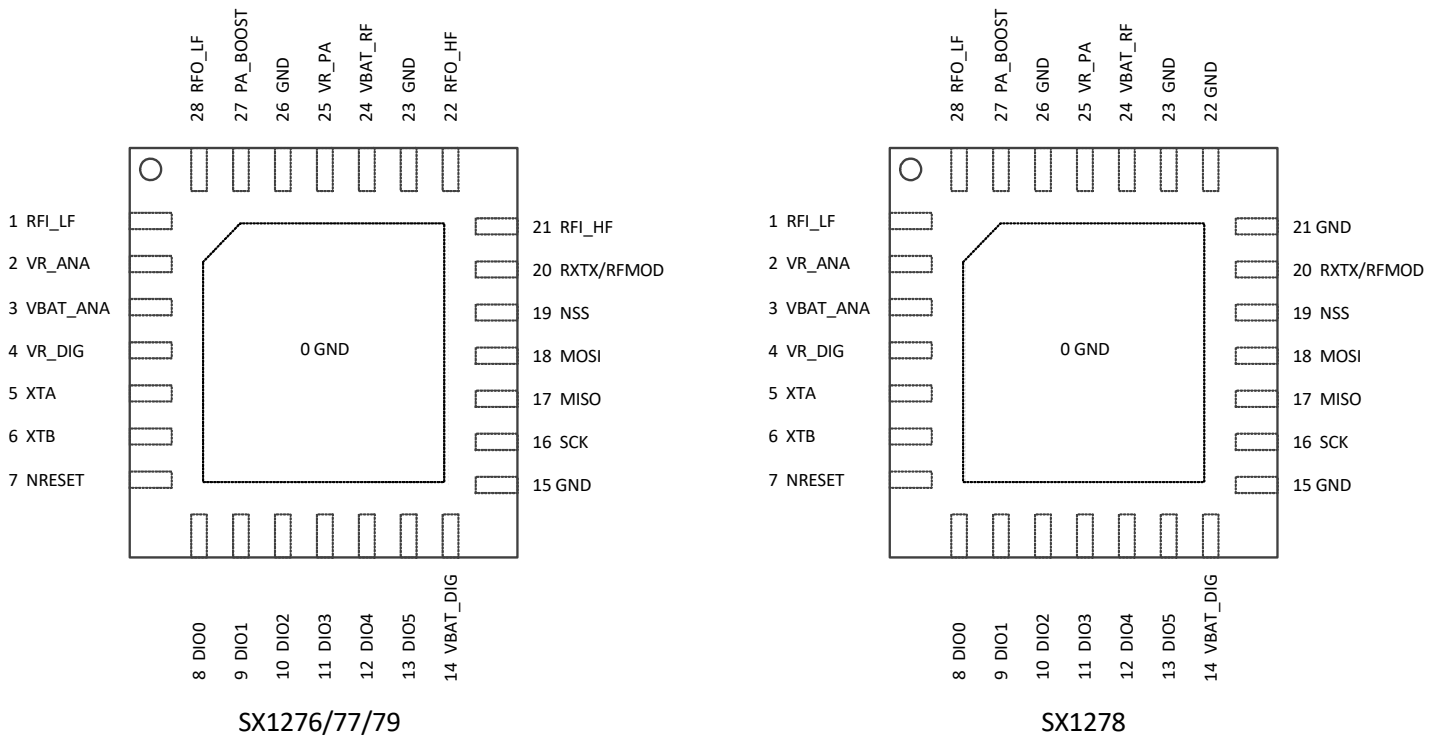 28 RFO_LF
27 PA_BOOST
26 GND
25 VR_PA
24 VBAT_RF
23 GND
22 RFO_HF
1 RFI_LF
2 VR_ANA
3 VBAT_ANA
4 VR_DIG
5 XTA
6 XTB
7 NRESET
0 GND
21 RFI_HF
20 RXTX/RFMOD
19 NSS
18 MOSI
17 MISO
16 SCK
15 GND
8 DIO0
9 DIO1
10 DIO2
11 DIO3
12 DIO4
13 DIO5
14 VBAT_DIG
SX1276/77/79
28 RFO_LF
27 PA_BOOST
26 GND
25 VR_PA
24 VBAT_RF
23 GND
22 GND
1 RFI_LF
2 VR_ANA
3 VBAT_ANA
4 VR_DIG
5 XTA
6 XTB
7 NRESET
0 GND
21 GND
20 RXTX/RFMOD
19 NSS
18 MOSI
17 MISO
16 SCK
15 GND
8 DIO0
9 DIO1
10 DIO2
11 DIO3
12 DIO4
13 DIO5
14 VBAT_DIG
SX1278